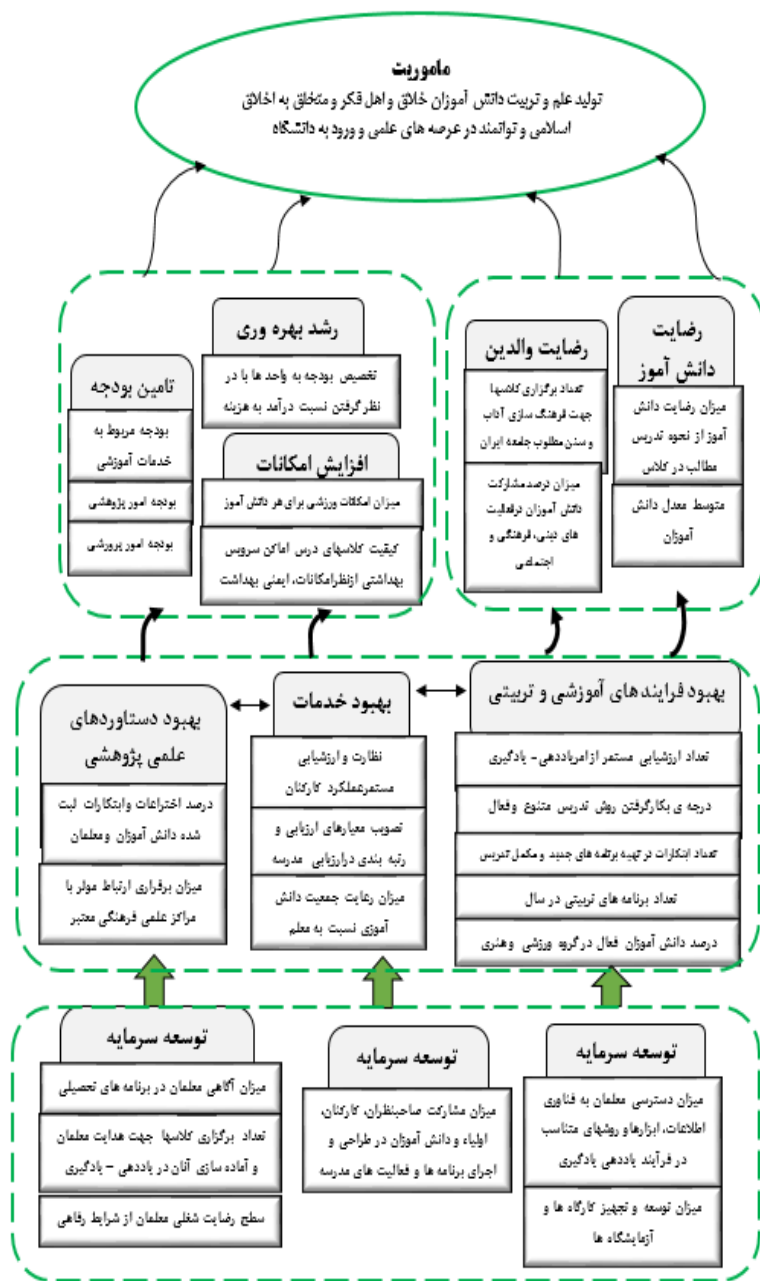 ماموریت
تولید علم و تربیت دانش آموزان خلاق و اهل فکر و متخلق به اخلاق
اسلامی و توانمند در عرصه های علمی و ورود به دانشگاه
رضایت
دانش آموز
میزان رضایت دانش
آموز از نحوه تدریس
مطالب در کلاس
متوسط معدل دانش
آموزان
رضایت والدین
تعداد برگزاری کلاسها
جهت فرهنگ سازی آداب
و سنن مطلوب جامعه ایران
میزان درصد مشارکت
دانش آموزان درفعالیت
های دینی، فرهنگی و
اجتماعی
رشد بهره وری
تخصیص بودجه به واحد ها با در
نظر گرفتن نسبت درآمد به هزینه
افزایش امکانات
میزان امکانات ورزشی برای هر دانش آموز
کیفیت کلاسهای درس اماکن سرویس
بهداشتی ازنظرامکانات، ایمنی بهداشت
تامین بودجه
بودجه مربوط به
خدمات آموزشی
بودجه امور پژوهشی
بودجه امور پرورشی
بهبود فرایندهای آموزشی و تربیتی
تعداد ارزشیابی مستمر از امریاددهی- یادگیری
درجه ی بکارگرفتن روش تدریس متنوع و فعال
تعداد ابتکارات در تهیه برنامه های جدید و مکمل تدریس
تعداد برنامه های تربیتی در سال
درصد دانش آموزان فعال در گروه ورزشی و هنری
بهبود خدمات
نظارت و ارزشیابی
مستمرعملکرد کارکنان
تصویب معیارهای ارزیابی و
رتبه بندی درارزیابی مدرسه
میزان رعایت جمعیت دانش
آموزی نسبت به معلم
بهبود دستاوردهای
علمی پژوهشی
درصد اختراعات وابتکارات ثبت
شده دانش آموزان و معلمان
میزان برقراری ارتباط موثر با
مراکز علمی فرهنگی معتبر
توسعه سرمایه
میزان دسترسی معلمان به فناوری
اطلاعات، ابزارهاو روشهای متناسب
در فرآیند یاددهی یادگیری
میزان توسعه و تجهیز کارگاه ها و
آزمایشگاه ها
توسعه سرمایه
میزان مشارکت صاحبنظران، کارکنان،
اولیاء و دانش آموزان در طراحی و
اجرای برنامه ها و فعالیت های مدرسه
توسعه سرمایه
میزان آگاهی معلمان در برنامه های تحصیلی
تعداد برگزاری کلاسها جهت هدایت معلمان
و آماده سازی آنان در یاددهی - یادگیری
سطح رضایت شغلی معلمان از شرایط رفاهی